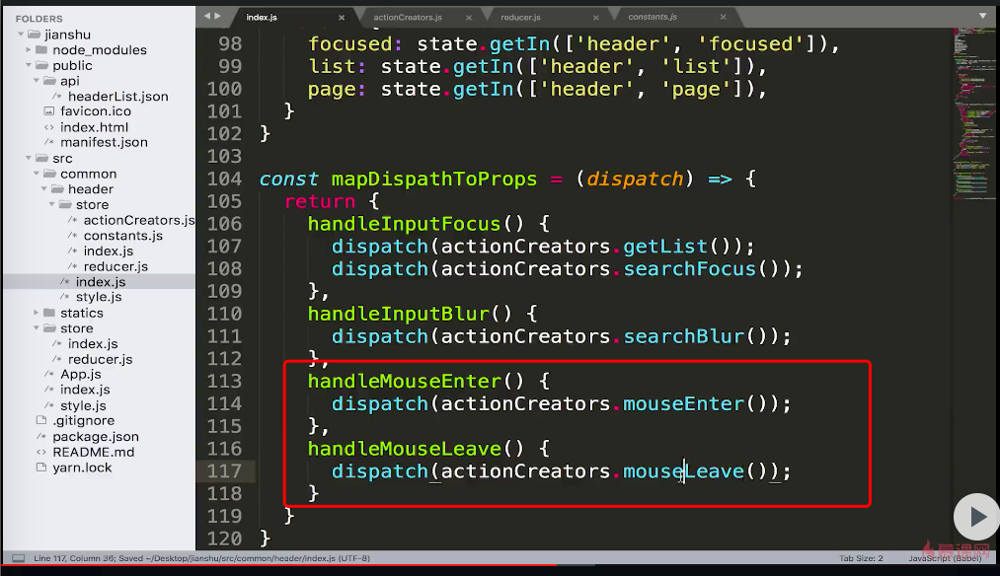 FOLDERS
jianshu
node_modules
public
api
/* headerList.json
favicon.ico
<> index.html
/* manifest.json
src
common
header
store
/* actionCreators.js
/* constants.js
/* index.js
/* reducer.js
/* index.js
/* style.js
statics
store
/* index.js
/* reducer.js
/* App.js
/* index.js
/* style.js
.gitignore
<> package.json
<> README.md
yarn.lock
index.js × actionCreators.js × reducer.js × constants.js ×
98 focused: state.getIn(['header', 'focused']),
99 list: state.getIn(['header', 'list']),
100 page: state.getIn(['header', 'page']),
101 }
102 }
103
104 const mapDispathToProps = (dispatch) => {
105 return {
106 handleInputFocus() {
107 dispatch(actionCreators.getList());
108 dispatch(actionCreators.searchFocus());
109 },
110 handleInputBlur() {
111 dispatch(actionCreators.searchBlur());
112 },
113 handleMouseEnter() {
114 dispatch(actionCreators.mouseEnter());
115 },
116 handleMouseLeave() {
117 dispatch(actionCreators.mouseLeave());
118 }
119 }
120 }
慕课网
Line 117, Column 36; Saved ~/Desktop/jianshu/src/common/header/index.js (UTF-8) Tab Size: 2 JavaScript (Babel)